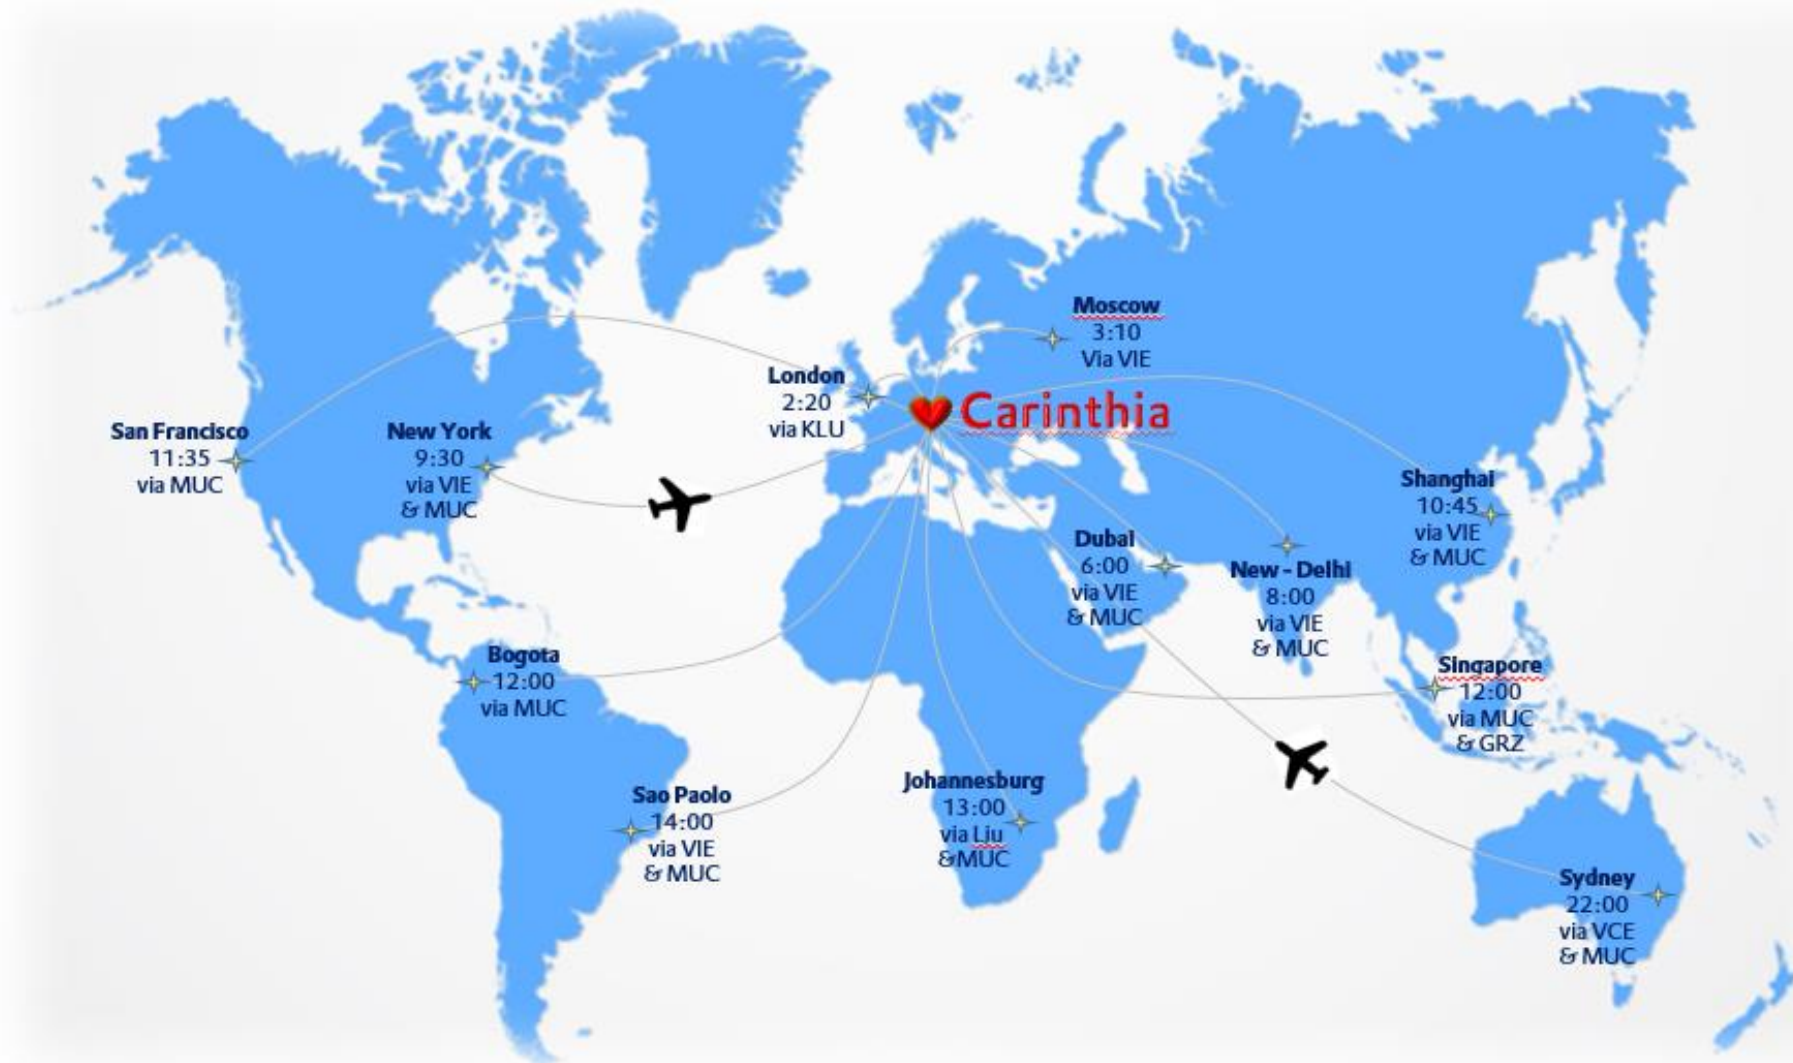 Moscow
3:10
Via VIE
London
2:20
via KLU
Carinthia
San Francisco
11:35
via MUC
New York
9:30
via VIE
& MUC
Shanghai
10:45
via VIE
& MUC
Dubai
6:00
via VIE
& MUC
New - Delhi
8:00
via VIE
& MUC
Bogota
12:00
via MUC
Singapore
12:00
via MUC
& GRZ
Sao Paolo
14:00
via VIE
& MUC
Johannesburg
13:00
via Lju
&MUC
Sydney
22:00
via VCE
& MUC